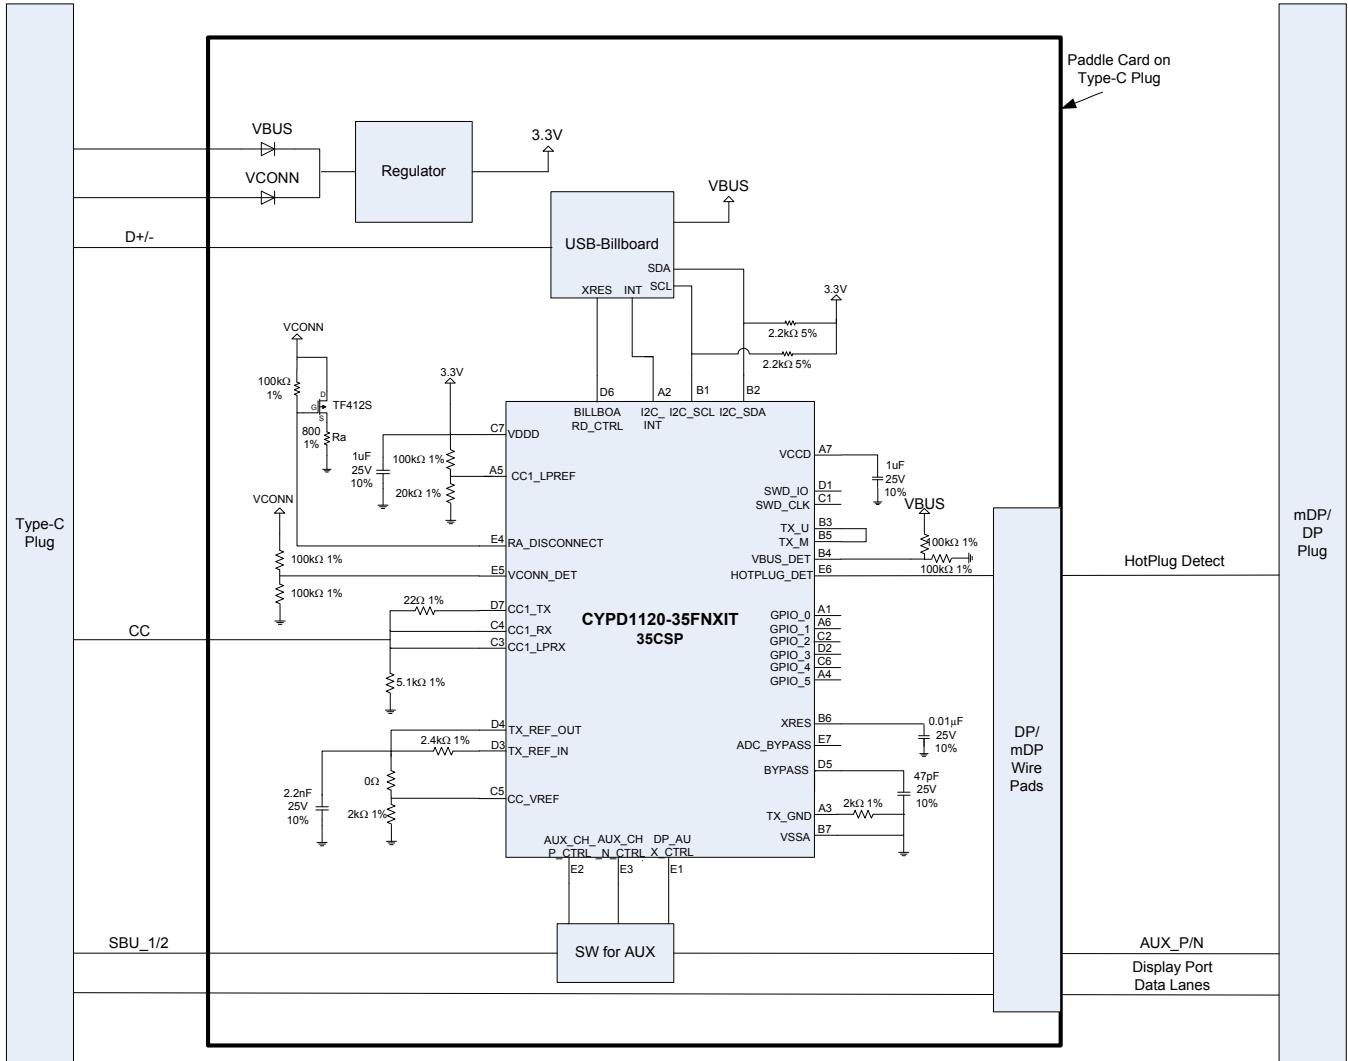 Paddle Card on
Type-C Plug
VBUS
VCONN
Regulator
3.3V
VBUS
D+/-
USB-Billboard
SDA
SCL
XRES
INT
3.3V
2.2kΩ 5%
2.2kΩ 5%
VCONN
100kΩ
1%
D
G
S
TF412S
800
1%
Ra
3.3V
1uF
25V
10%
100kΩ 1%
20kΩ 1%
D6
A2
B1
B2
BILLBOA
RD_CTRL
I2C_
INT
I2C_SCL
I2C_SDA
C7
VDDD
A5
CC1_LPREF
VCONN
100kΩ 1%
100kΩ 1%
E4
RA_DISCONNECT
E5
VCONN_DET
22Ω 1%
D7
CC1_TX
C4
CC1_RX
C3
CC1_LPRX
CC
5.1kΩ 1%
D4
TX_REF_OUT
2.4kΩ 1%
D3
TX_REF_IN
0Ω
2.2nF
25V
10%
2kΩ 1%
C5
CC_VREF
CYPD1120-35FNXIT
35CSP
VCCD
A7
1uF
25V
10%
SWD_IO
D1
SWD_CLK
C1
VBUS
TX_U
B3
TX_M
B5
VBUS_DET
B4
100kΩ 1%
100kΩ 1%
HOTPLUG_DET
E6
HotPlug Detect
GPIO_0
A1
GPIO_1
A6
GPIO_2
C2
GPIO_3
D2
GPIO_4
C6
GPIO_5
A4
XRES
B6
0.01µF
25V
10%
ADC_BYPASS
E7
BYPASS
D5
47pF
25V
10%
TX_GND
A3
2kΩ 1%
VSSA
B7
AUX_CH_
P_CTRL
AUX_CH
_N_CTRL
DP_AU
X_CTRL
E2
E3
E1
SW for AUX
SBU_1/2
AUX_P/N
Display Port
Data Lanes
Type-C
Plug
DP/
mDP
Wire
Pads
mDP/
DP
Plug